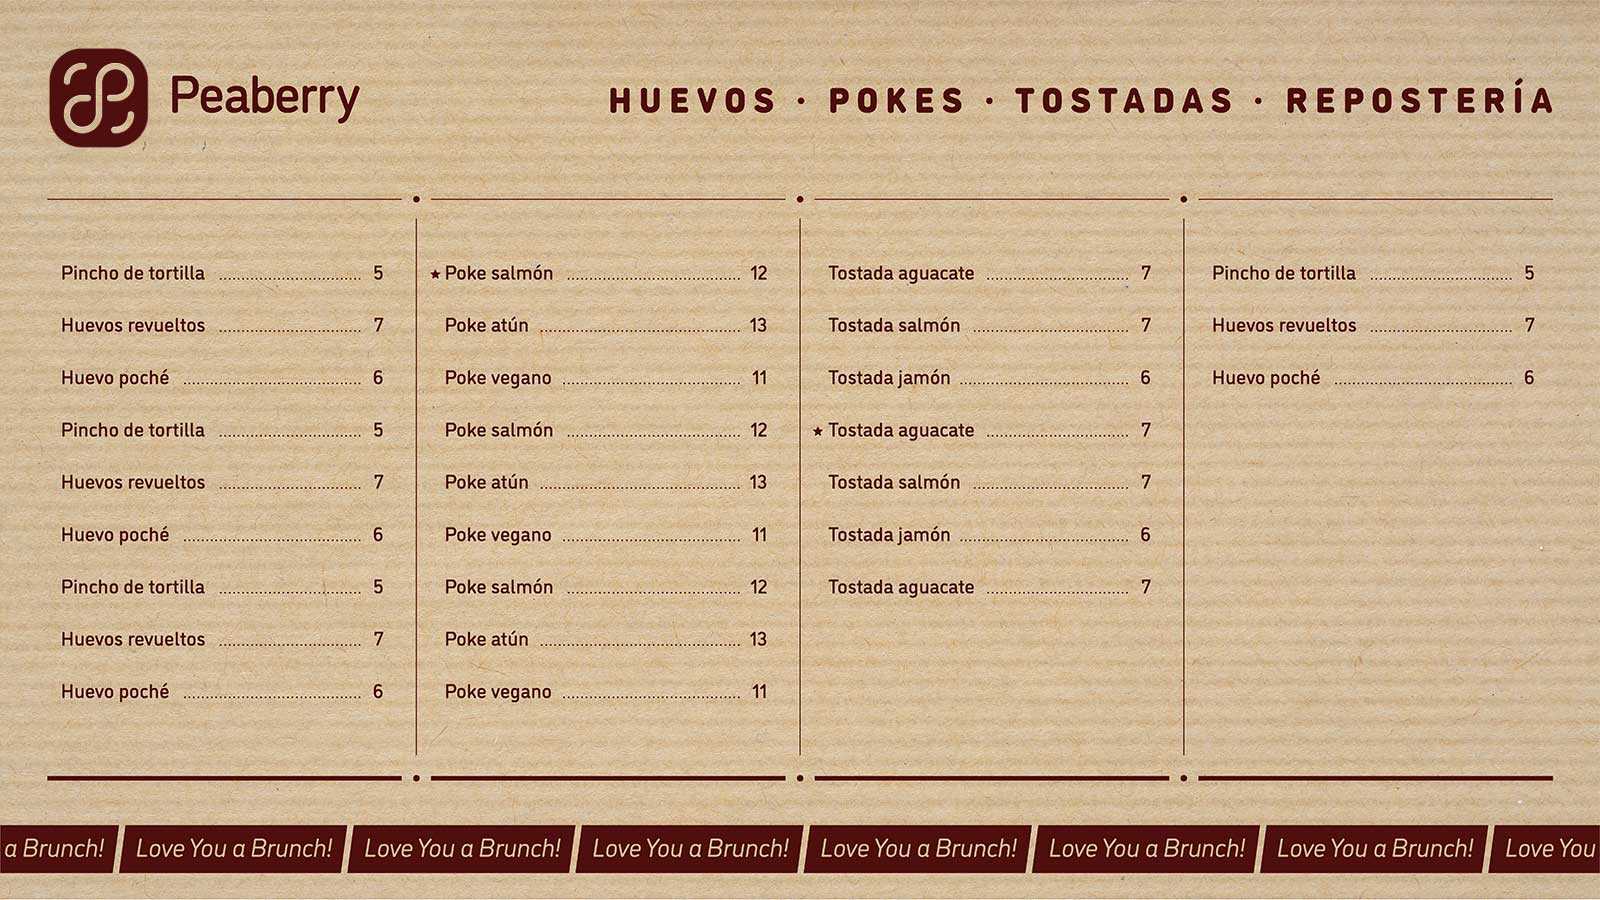 Peaberry
HUEVOS · POKES · TOSTADAS · REPOSTERÍA
Pincho de tortilla 5
Huevos revueltos 7
Huevo poché 6
Pincho de tortilla 5
Huevos revueltos 7
Huevo poché 6
Pincho de tortilla 5
Huevos revueltos 7
Huevo poché 6
★ Poke salmón 12
Poke atún 13
Poke vegano 11
Poke salmón 12
Poke atún 13
Poke vegano 11
Poke salmón 12
Poke atún 13
Poke vegano 11
Tostada aguacate 7
Tostada salmón 7
Tostada jamón 6
★ Tostada aguacate 7
Tostada salmón 7
Tostada jamón 6
Tostada aguacate 7
Pincho de tortilla 5
Huevos revueltos 7
Huevo poché 6
a Brunch! Love You a Brunch! Love You a Brunch! Love You a Brunch! Love You a Brunch! Love You a Brunch! Love You a Brunch! Love You